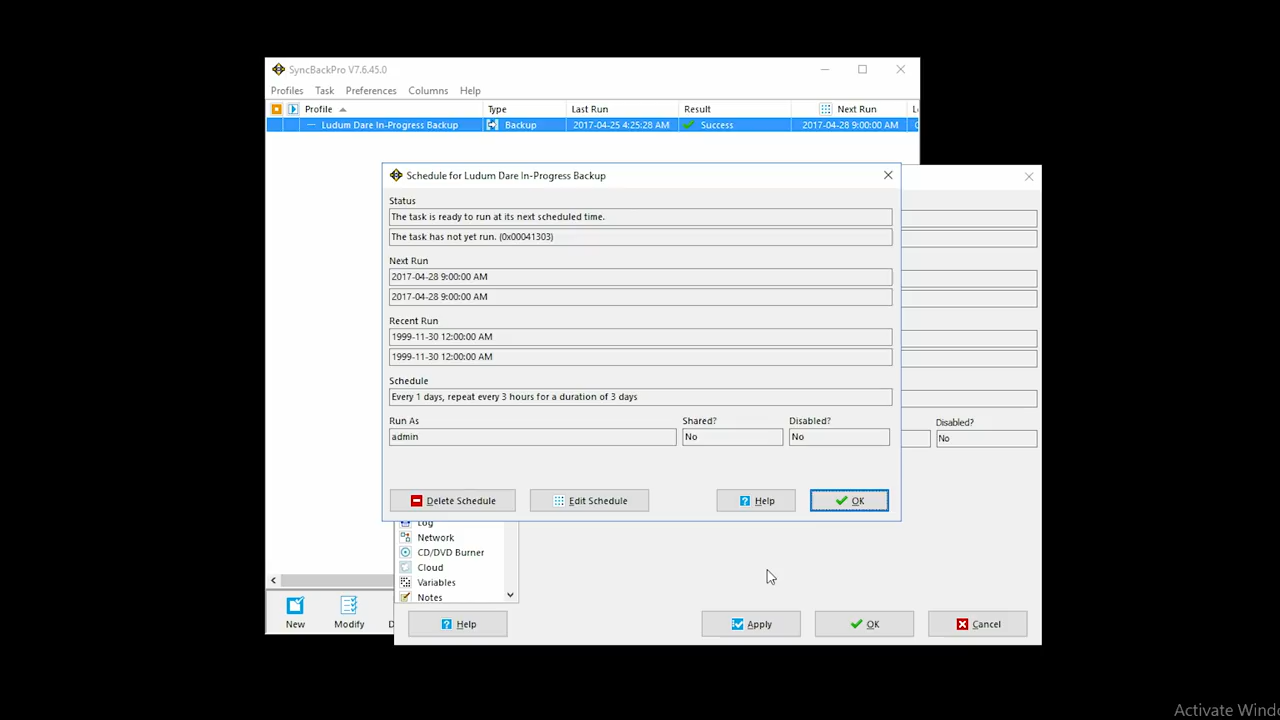 SyncBackPro V7.6.45.0
Profiles Task Preferences Columns Help
Profile Type Last Run Result Next Run
Ludum Dare In-Progress Backup Backup 2017-04-25 4:25:28 AM Success 2017-04-28 9:00:00 AM
Schedule for Ludum Dare In-Progress Backup
Status
The task is ready to run at its next scheduled time.
The task has not yet run. (0x00041303)
Next Run
2017-04-28 9:00:00 AM
2017-04-28 9:00:00 AM
Recent Run
1999-11-30 12:00:00 AM
1999-11-30 12:00:00 AM
Schedule
Every 1 days, repeat every 3 hours for a duration of 3 days
Run As Shared? Disabled?
admin No No
Disabled?
No
Delete Schedule Edit Schedule Help OK
Log
Network
CD/DVD Burner
Cloud
Variables
Notes
New Modify D
Help Apply OK Cancel
Activate Wind